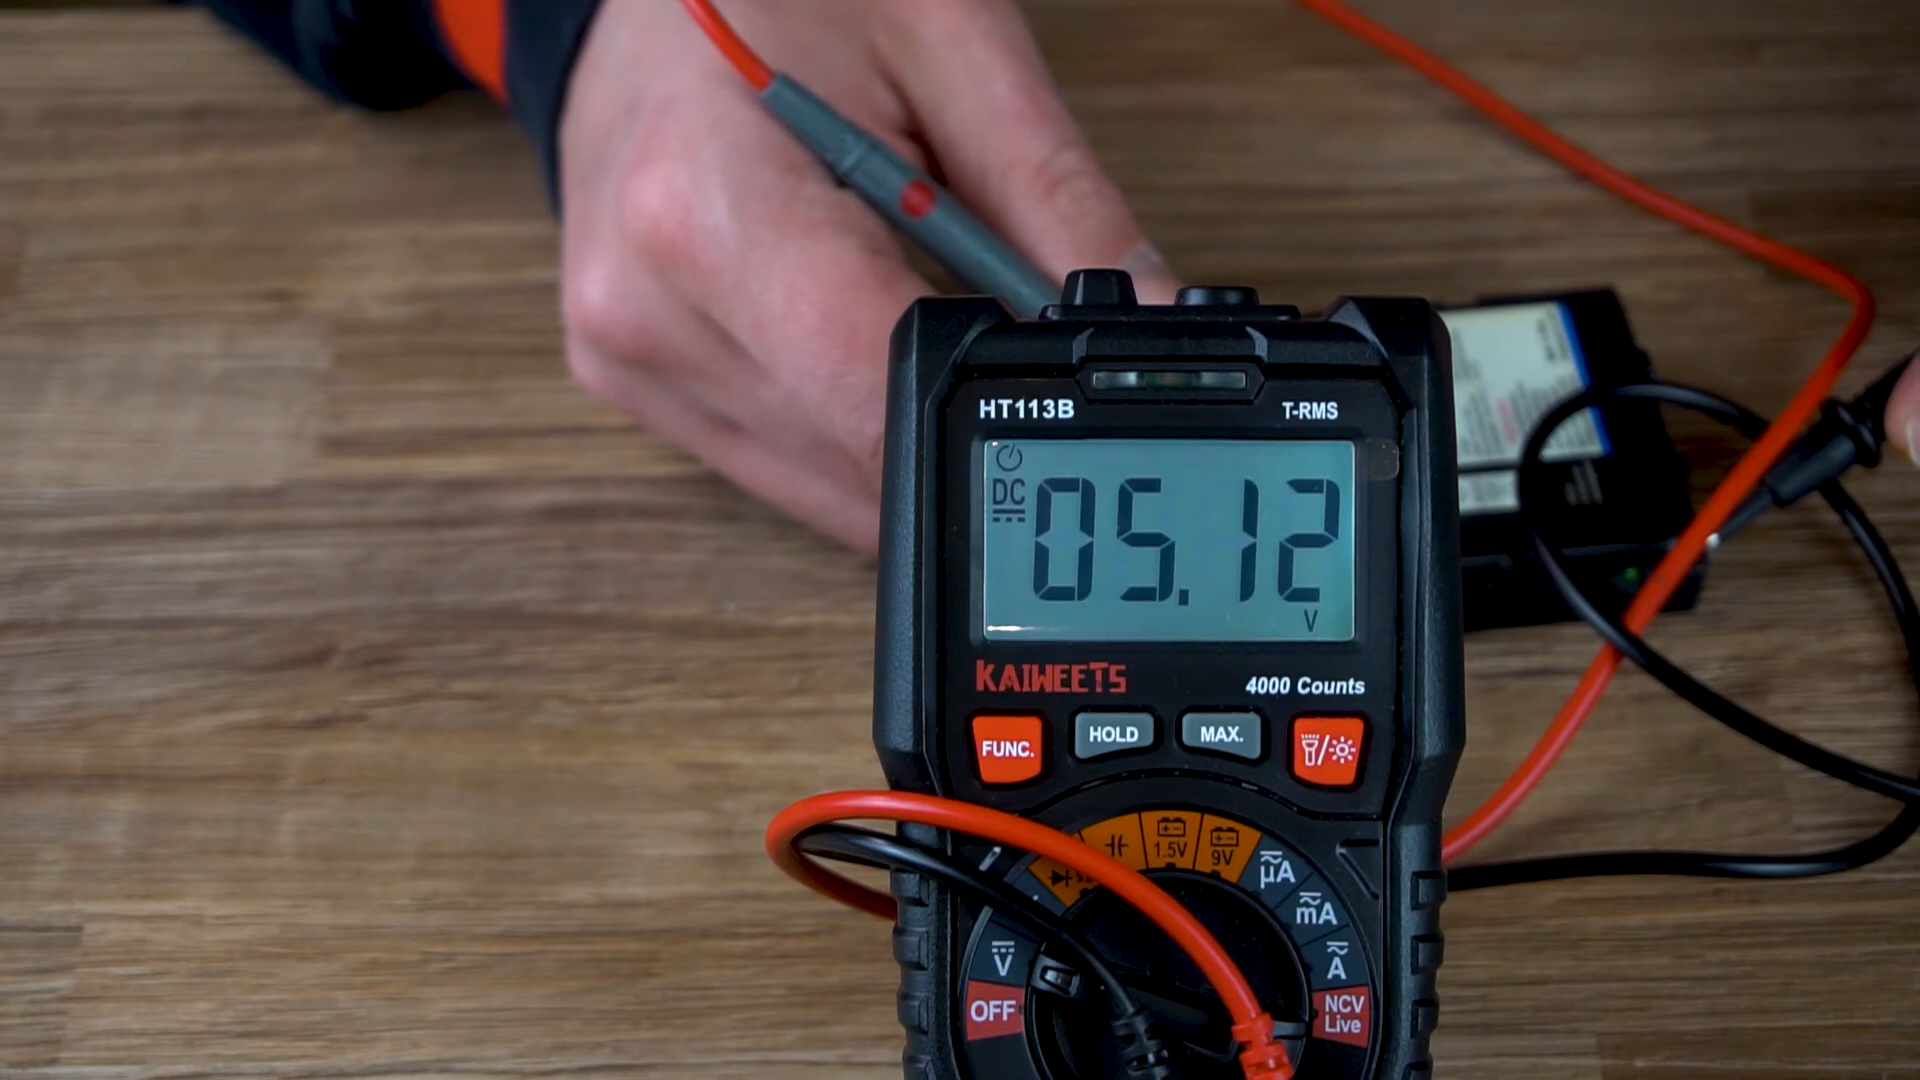 HT113B T-RMS
DC
05.12
V
KAIWEETS
4000 Counts
FUNC. HOLD MAX.
1.5V 9V
µA
mA
V A
OFF NCV
Live